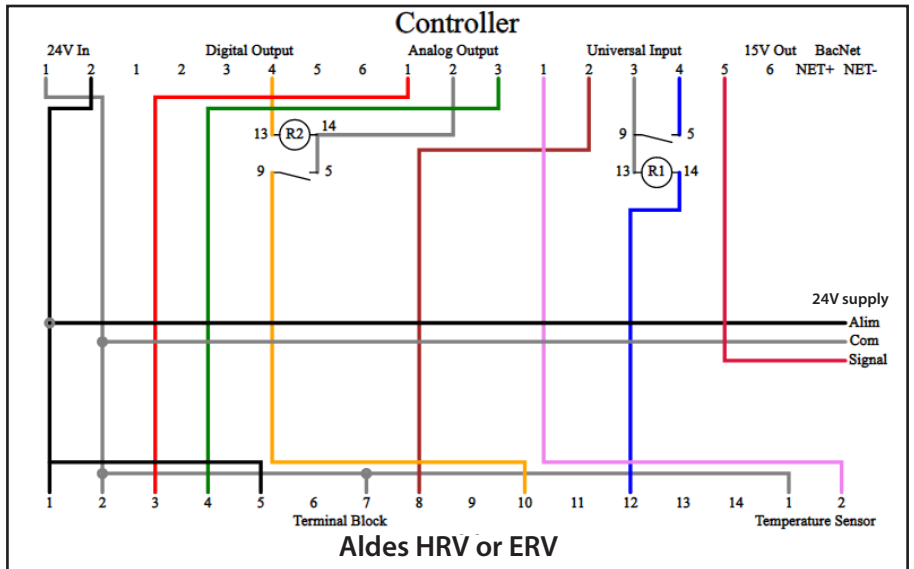 Controller
24V In Digital Output Analog Output Universal Input 15V Out BacNet
1 2 1 2 3 4 5 6 1 2 3 1 2 3 4 5 6 NET+ NET-
13 R2 14 9 5
9 5 13 R1 14
24V supply
Alim
Com
Signal
1 2 3 4 5 6 7 8 9 10 11 12 13 14 1 2
Terminal Block Temperature Sensor
Aldes HRV or ERV